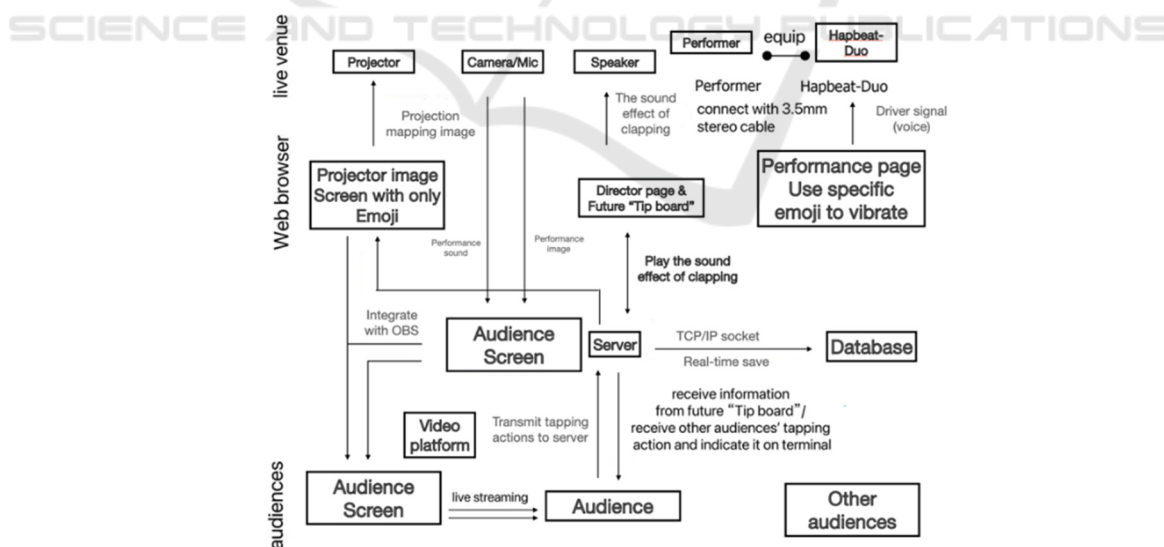 SCIENCE AND TECHNOLOGY PUBLICATIONS
live venue
Projector
Camera/Mic
Speaker
Performer
equip
Hapbeat-
Duo
Performer
Hapbeat-Duo
connect with 3.5mm
stereo cable
Projection
mapping image
The sound
effect of
clapping
Driver signal
(voice)
Web browser
Projector image
Screen with only
Emoji
Director page &
Future “Tip board”
Performance page
Use specific
emoji to vibrate
Performance
sound
Performance
image
Play the sound
effect of clapping
Integrate
with OBS
Audience
Screen
Server
TCP/IP socket
Real-time save
Database
Video
platform
Transmit tapping
actions to server
receive information
from future “Tip board”/
receive other audiences’ tapping
action and indicate it on terminal
audiences
Audience
Screen
live streaming
Audience
Other
audiences